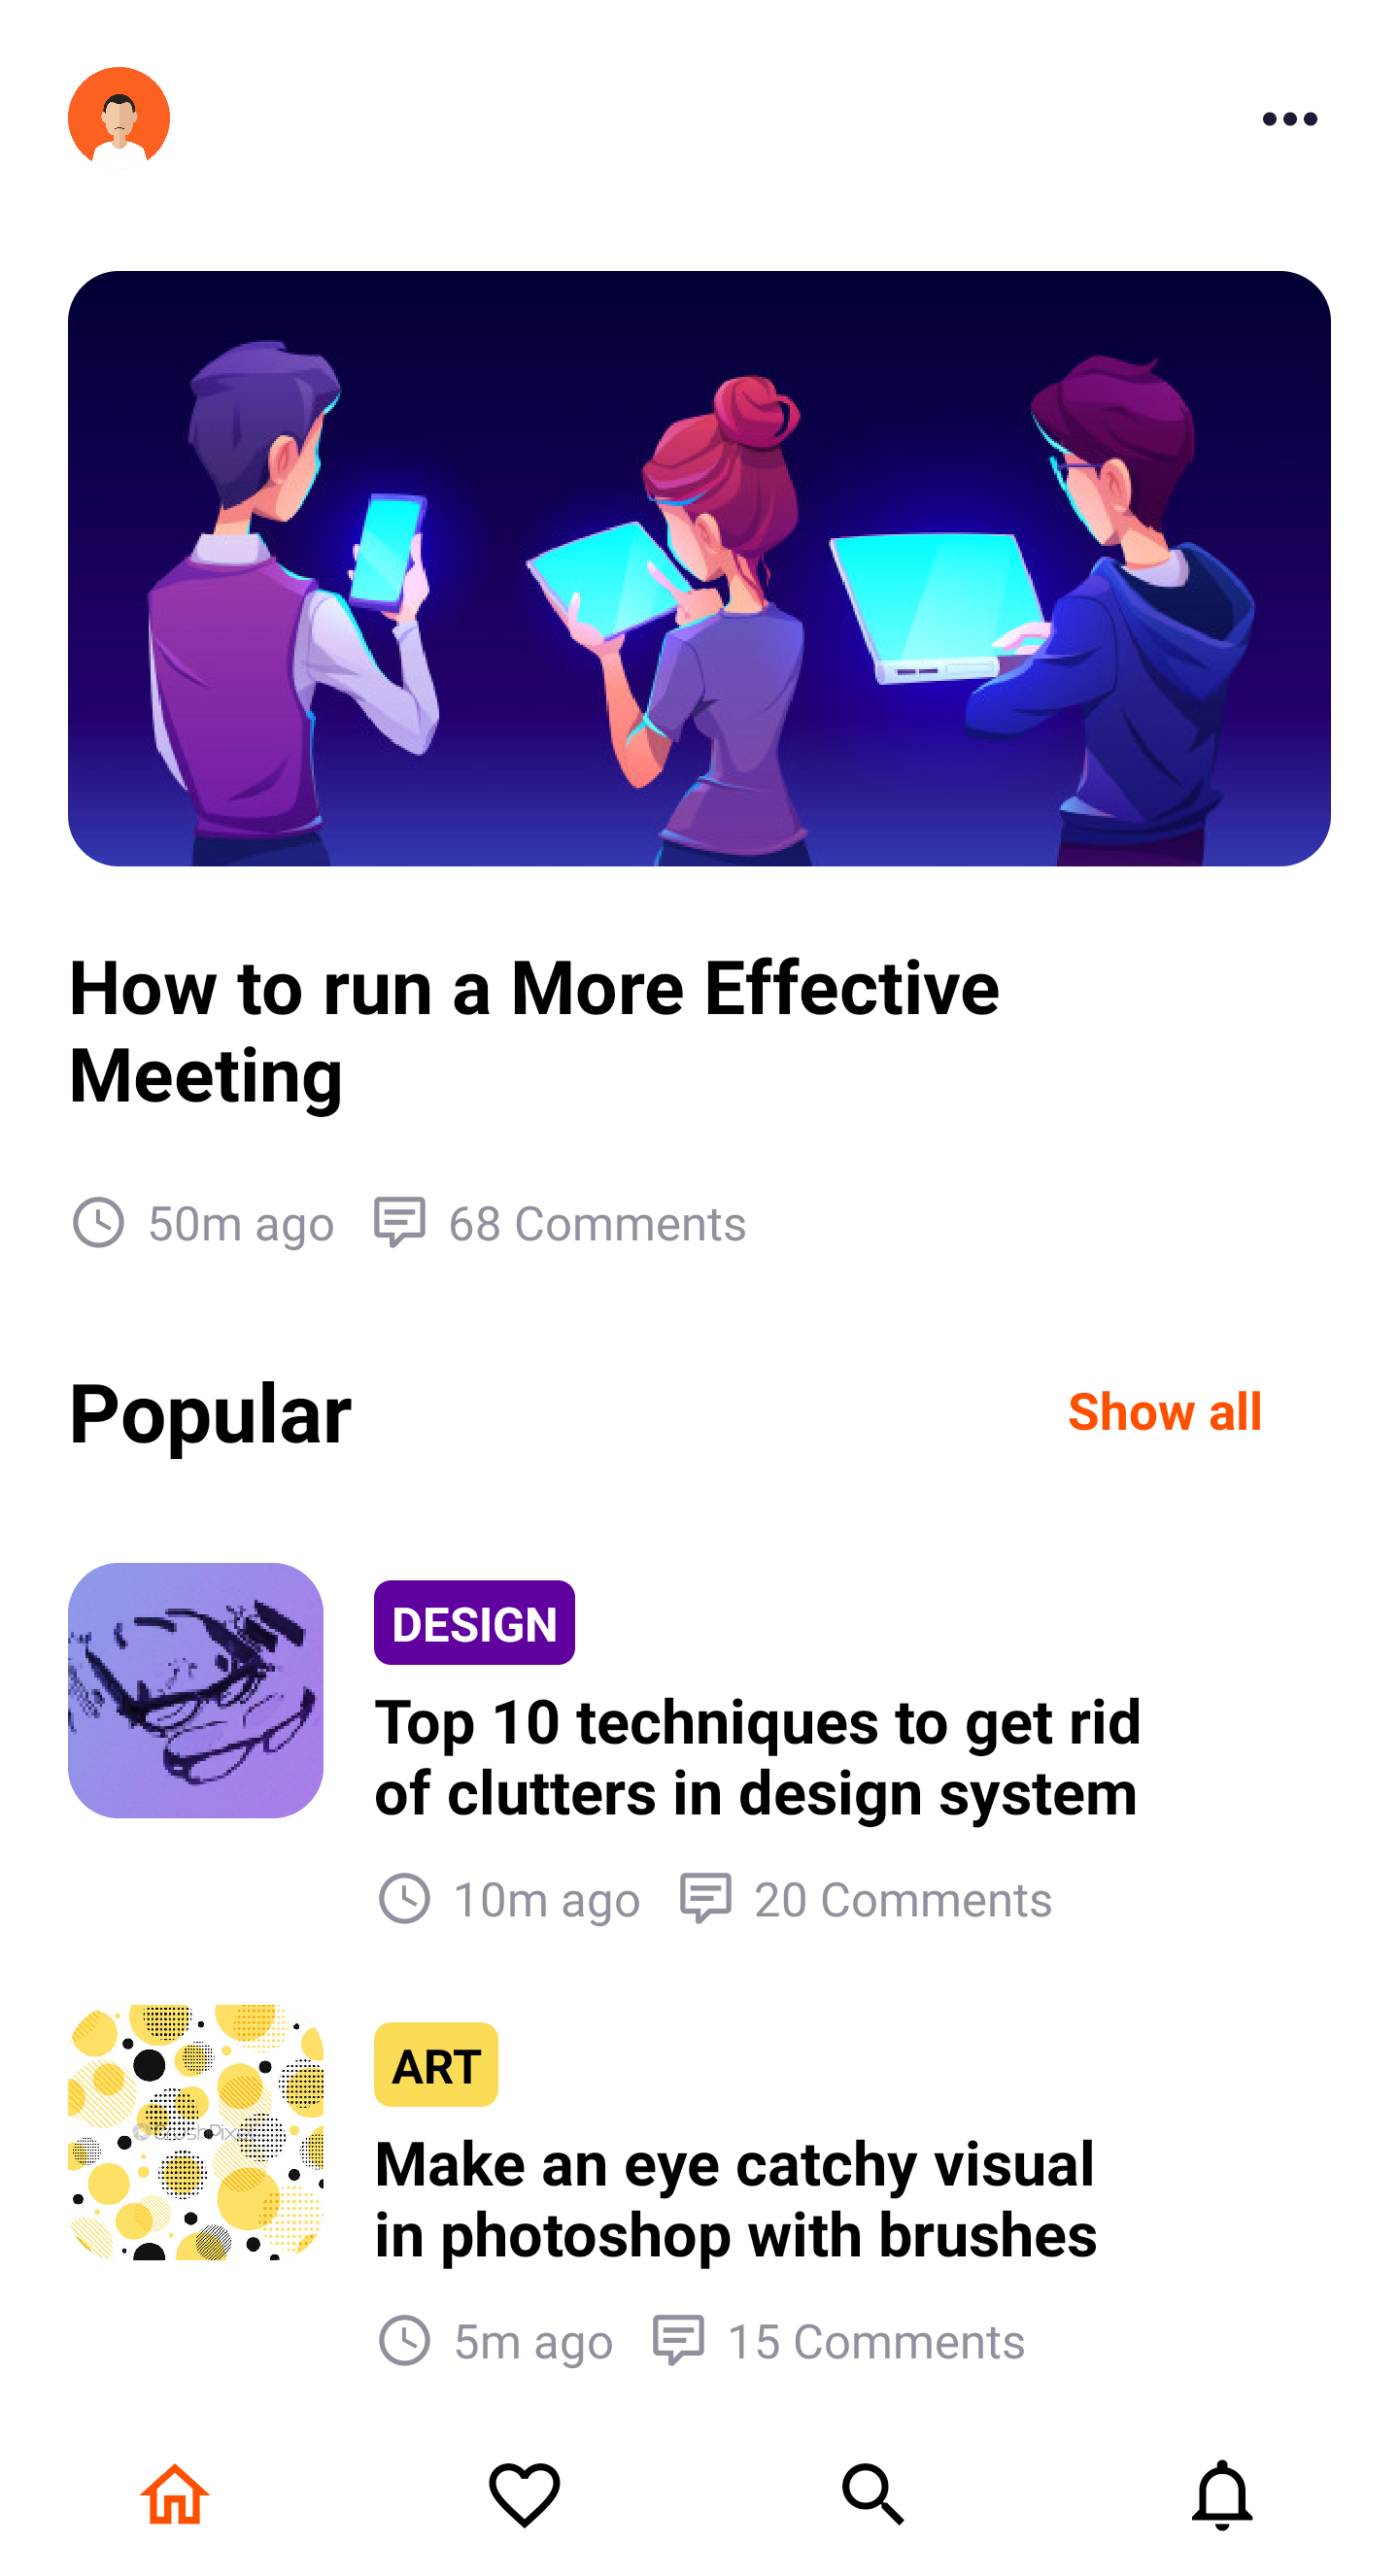 How to run a More Effective
Meeting
50m ago 68 Comments
Popular
Show all
DESIGN
Top 10 techniques to get rid
of clutters in design system
10m ago 20 Comments
ART
Make an eye catchy visual
in photoshop with brushes
5m ago 15 Comments